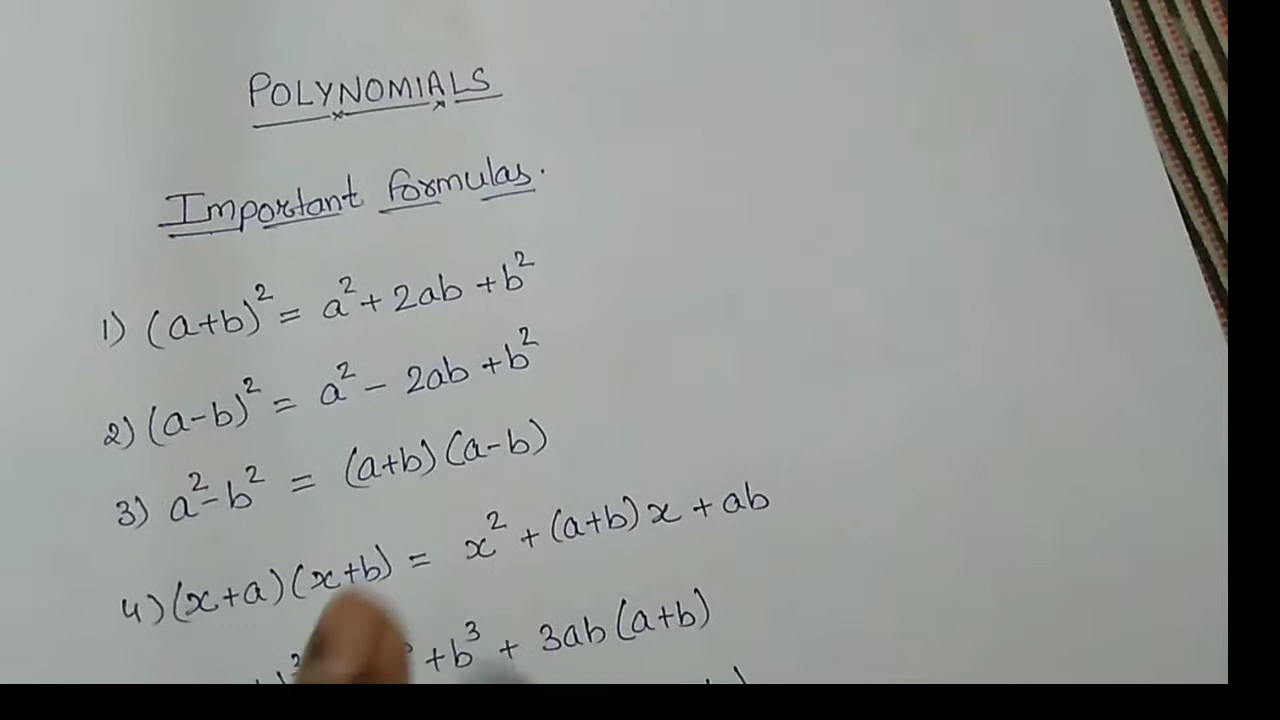 POLYNOMIALS
Important formulas.
1) (a+b)² = a² + 2ab + b²
2) (a-b)² = a² - 2ab + b²
3) a² - b² = (a+b)(a-b)
4) (x+a)(x+b) = x² + (a+b)x + ab
+ b³ + 3ab(a+b)